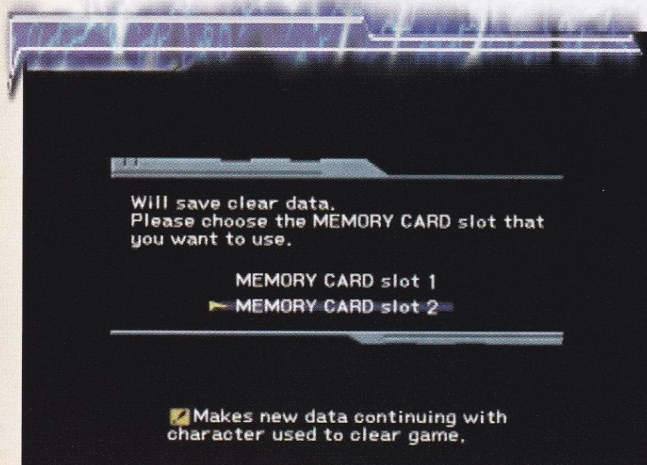 Will save clear data.
Please choose the MEMORY CARD slot that
you want to use.
MEMORY CARD slot 1
MEMORY CARD slot 2
Makes new data continuing with
character used to clear game.